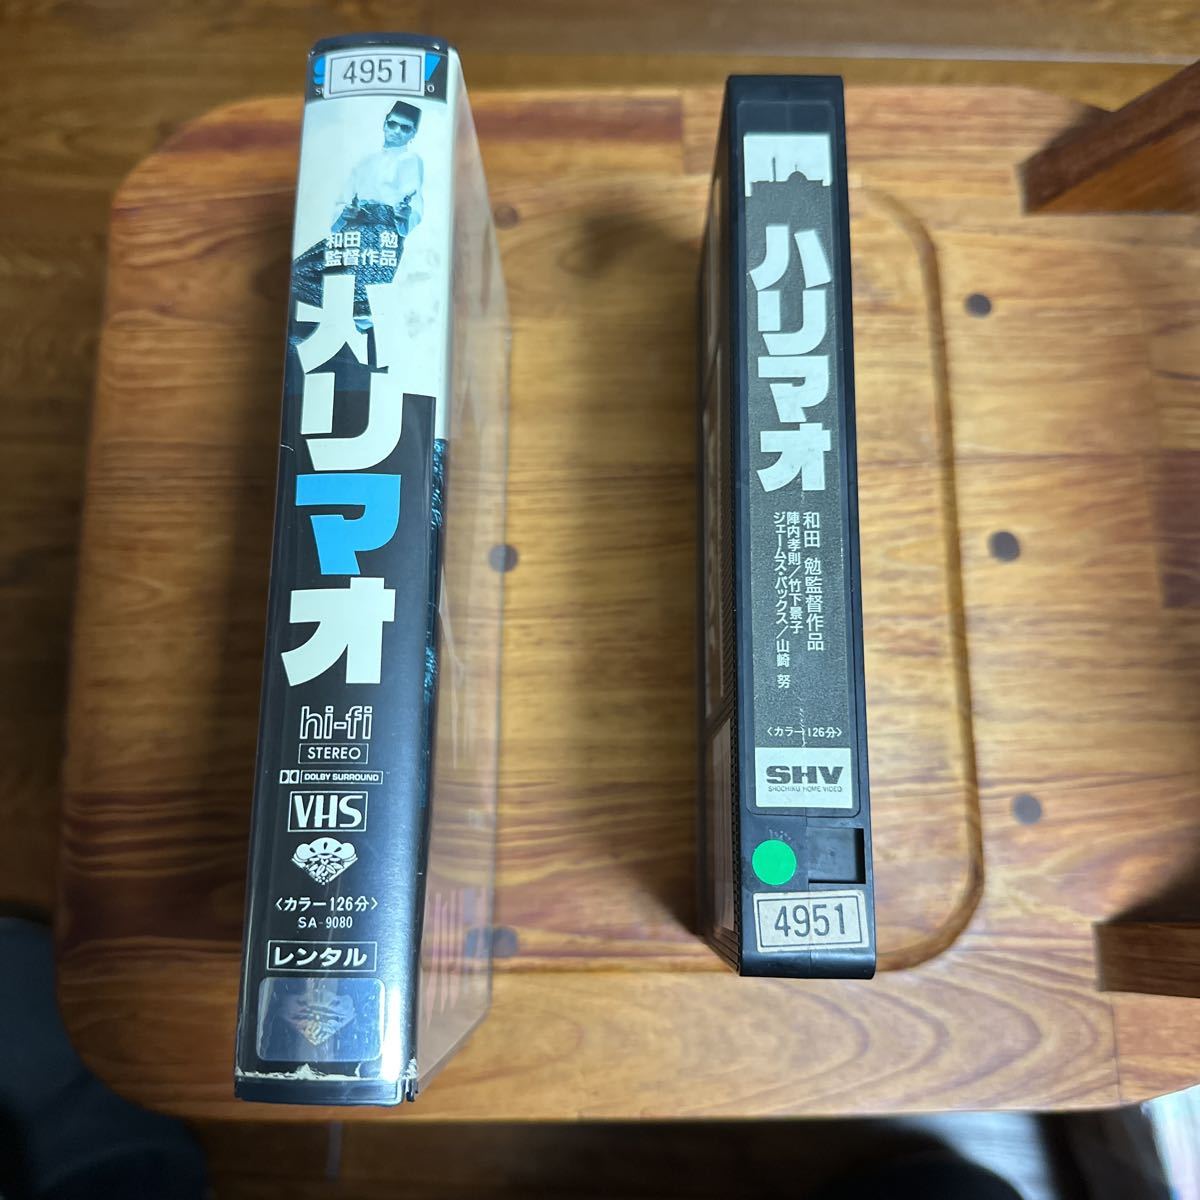 4951
和田 勉
監督作品
ハリマオ
hi-fi
STEREO
DOLBY SURROUND
VHS
〈カラー126分〉
SA-9080
レンタル
ハリマオ
和田 勉監督作品
陣内孝則/竹下景子
ジェームス・バックス/山崎 努
〈カラー126分〉
SHV
SHOCHIKU HOME VIDEO
4951